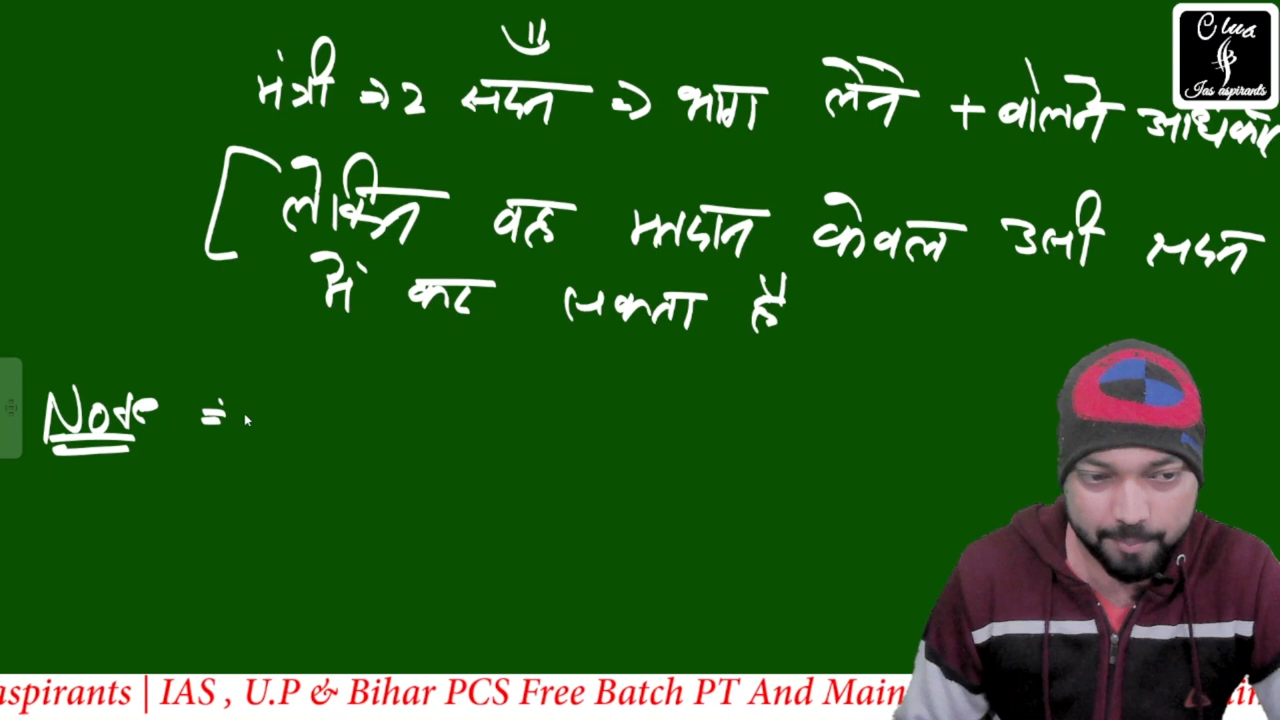 मंत्री => 2 सदन => भाग लेने + बोलने अधिकार
[ लेकिन वह मतदान केवल उसी सदन
में कर सकता है
Note =
Clue
Ias aspirants
aspirants | IAS , U.P & Bihar PCS Free Batch PT And Main